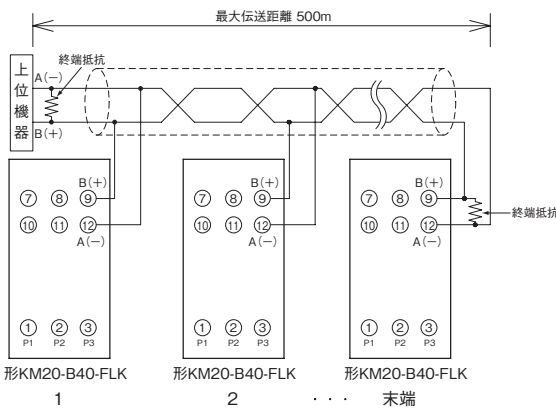 最大伝送距離 500m
上位機器
A(−)
終端抵抗
B(+)
B(+)
⑦ ⑧ ⑨
⑩ ⑪ ⑫
A(−)
① ② ③
P1 P2 P3
形KM20-B40-FLK
1
B(+)
⑦ ⑧ ⑨
⑩ ⑪ ⑫
A(−)
① ② ③
P1 P2 P3
形KM20-B40-FLK
2
· · ·
B(+)
⑦ ⑧ ⑨
⑩ ⑪ ⑫
A(−)
終端抵抗
① ② ③
P1 P2 P3
形KM20-B40-FLK
末端